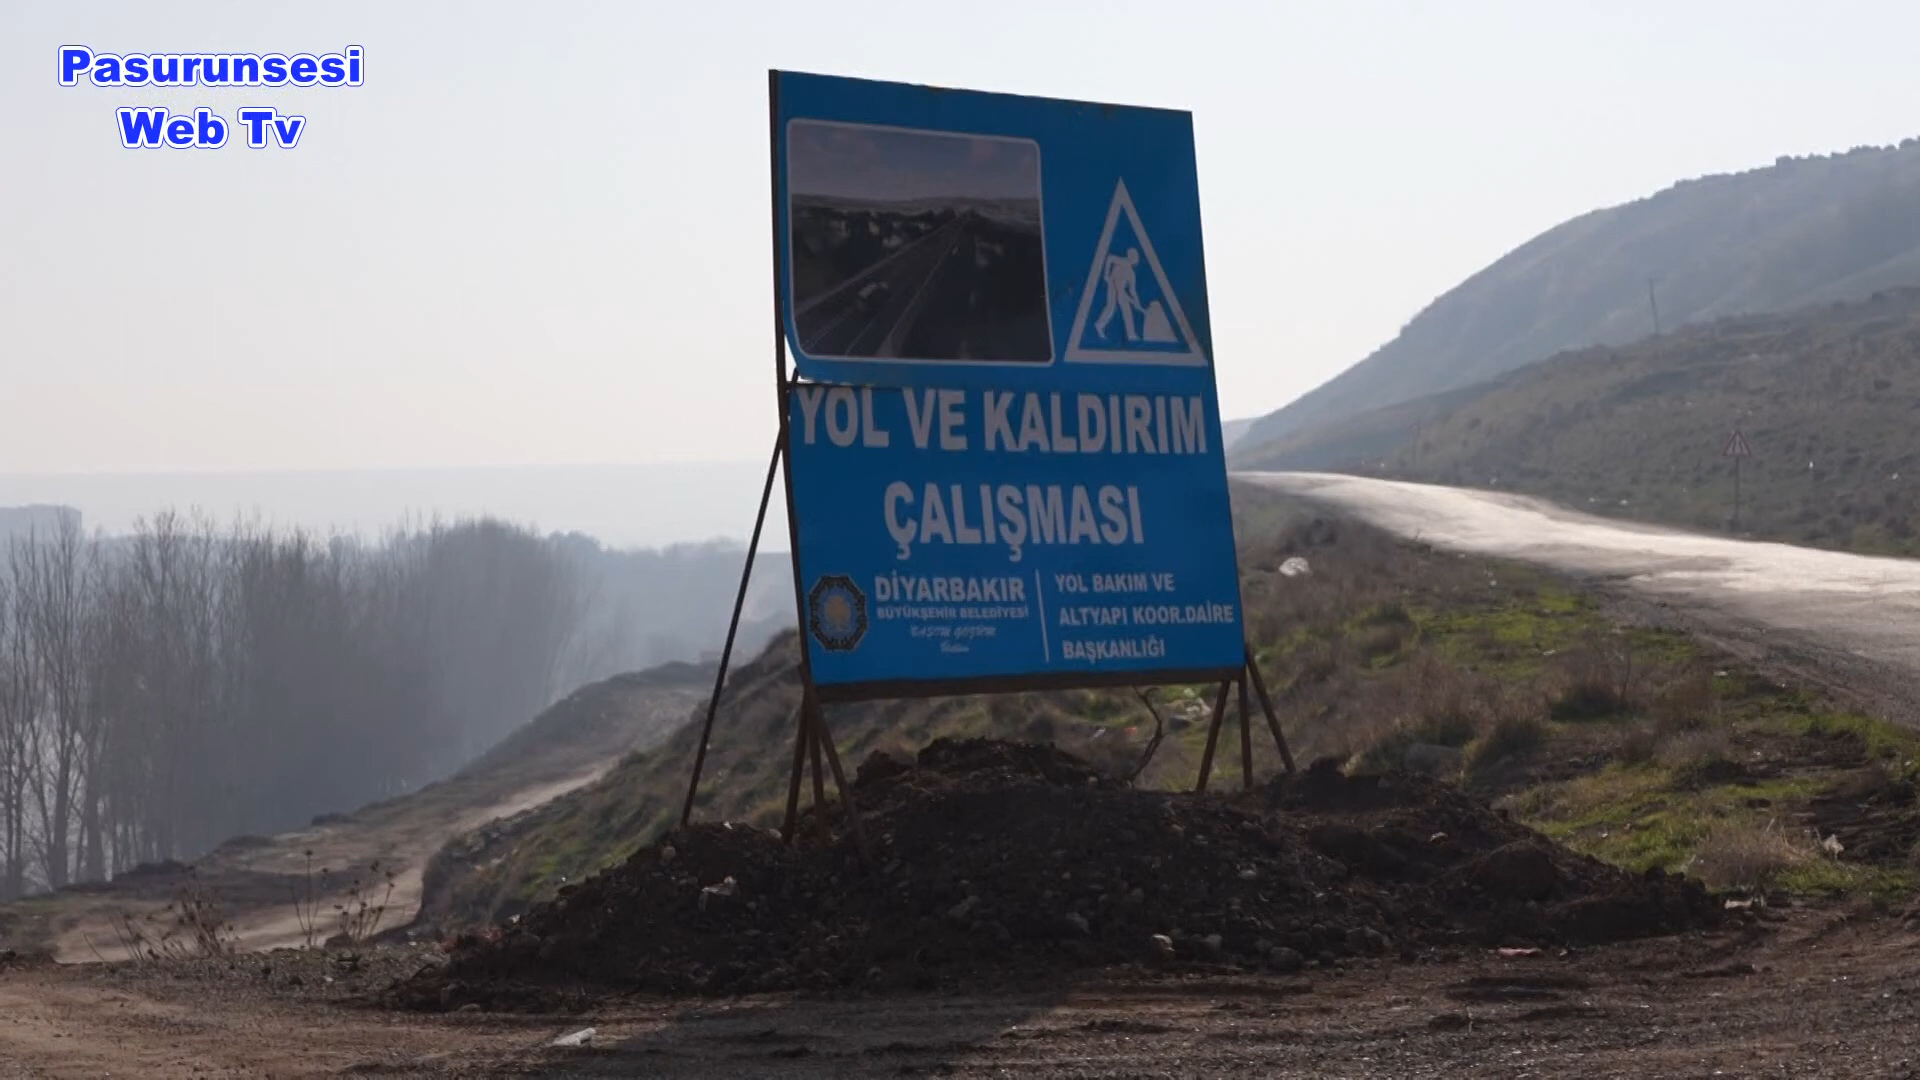 Pasurunsesi
Web Tv
YOL VE KALDIRIM
ÇALIŞMASI
DİYARBAKIR
BÜYÜKŞEHİR BELEDİYESİ
YOL BAKIM VE
ALTYAPI KOOR.DAİRE
BAŞKANLIĞI